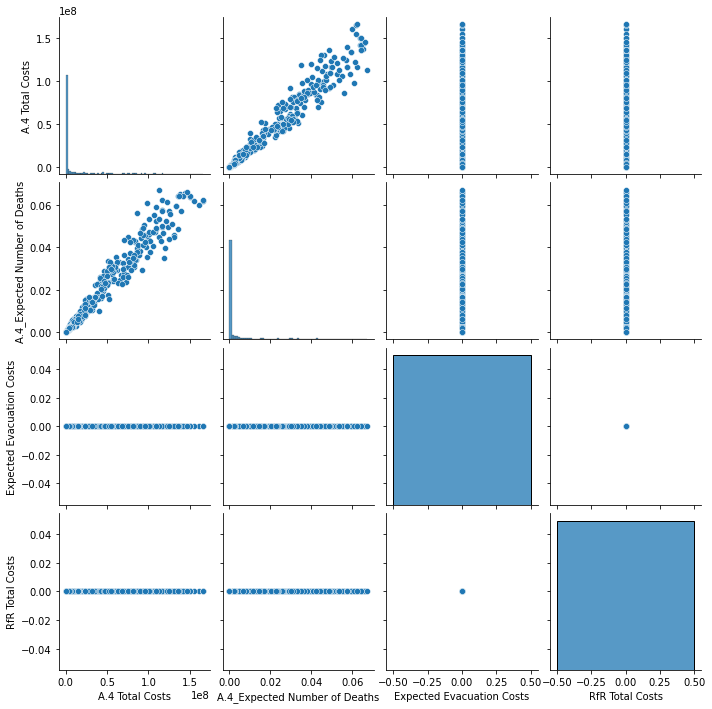 1e8
A.4 Total Costs
1.5
1.0
0.5
0.0
A.4_Expected Number of Deaths
0.06
0.04
0.02
0.00
Expected Evacuation Costs
0.04
0.02
0.00
−0.02
−0.04
RfR Total Costs
0.04
0.02
0.00
−0.02
−0.04
0.0 0.5 1.0 1.5
1e8
A.4 Total Costs
0.00 0.02 0.04 0.06
A.4_Expected Number of Deaths
−0.50 −0.25 0.00 0.25 0.50
Expected Evacuation Costs
−0.50 −0.25 0.00 0.25 0.50
RfR Total Costs